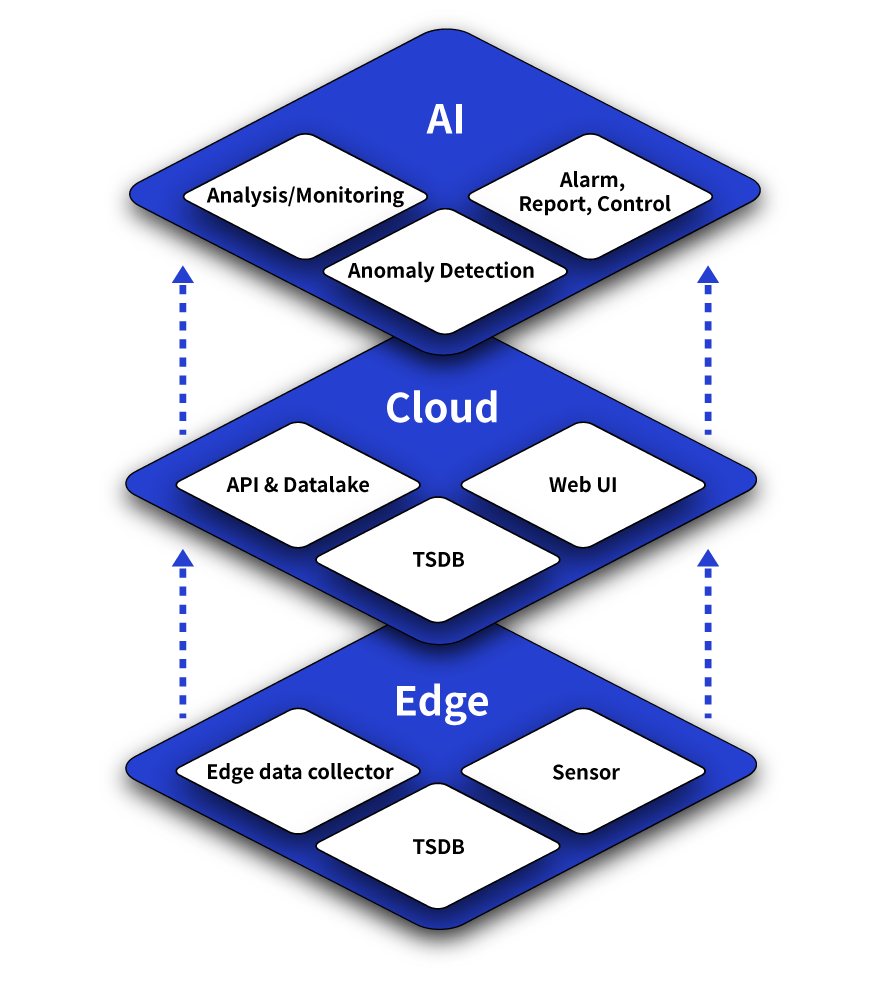 AI
Analysis/Monitoring
Alarm,
Report, Control
Anomaly Detection
Cloud
API & Datalake
Web UI
TSDB
Edge
Edge data collector
Sensor
TSDB